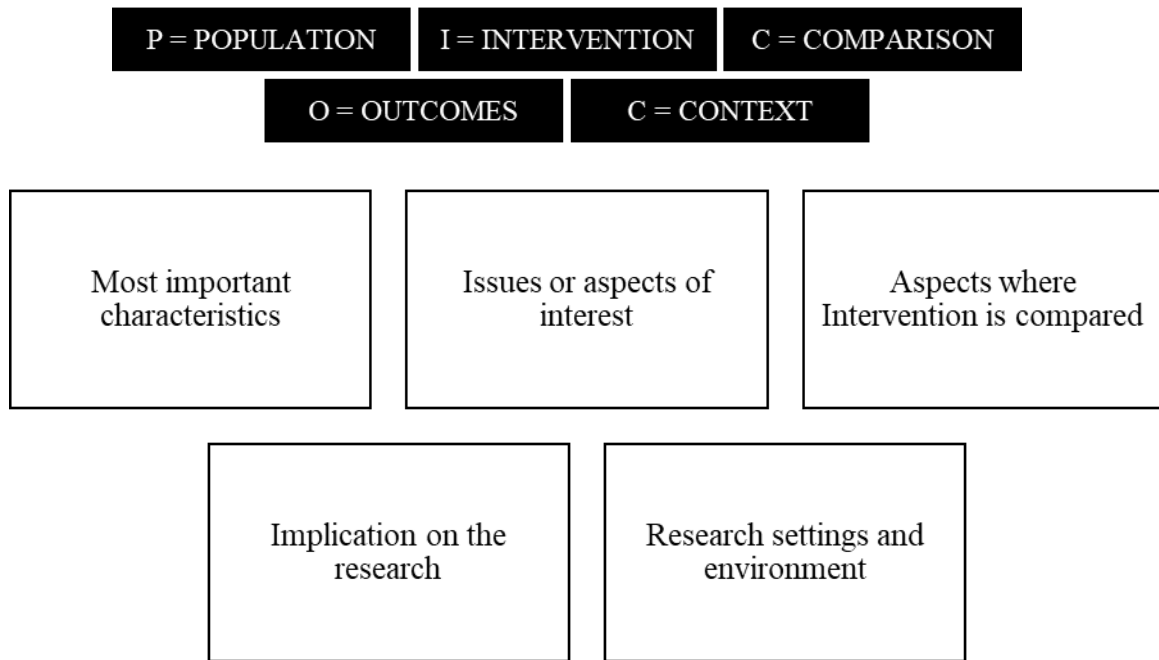 P = POPULATION
I = INTERVENTION
C = COMPARISON
O = OUTCOMES
C = CONTEXT
Most important
characteristics
Issues or aspects of
interest
Aspects where
Intervention is compared
Implication on the
research
Research settings and
environment